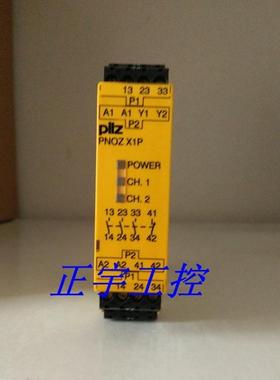 13 23 33
P1
A1 A1 Y1 Y2
P2
pilz
PNOZ X1P
POWER
CH. 1
CH. 2
13 23 33 41
14 24 34 42
P2
A2 A2 41 42
P1
14 24 34
正宇工控